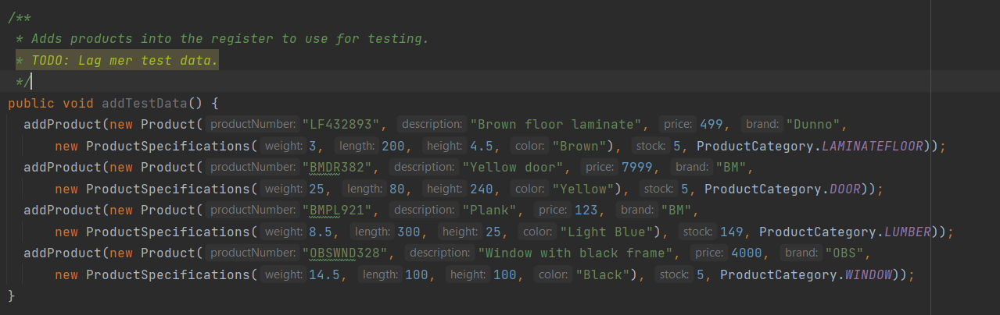 /**
* Adds products into the register to use for testing.
* TODO: Lag mer test data.
*/
public void addTestData() {
addProduct(new Product( productNumber: "LF432893", description: "Brown floor laminate", price: 499, brand: "Dunno",
new ProductSpecifications( weight: 3, length: 200, height: 4.5, color: "Brown"), stock: 5, ProductCategory.LAMINATEFLOOR));
addProduct(new Product( productNumber: "BMDR382", description: "Yellow door", price: 7999, brand: "BM",
new ProductSpecifications( weight: 25, length: 80, height: 240, color: "Yellow"), stock: 5, ProductCategory.DOOR));
addProduct(new Product( productNumber: "BMPL921", description: "Plank", price: 123, brand: "BM",
new ProductSpecifications( weight: 8.5, length: 300, height: 25, color: "Light Blue"), stock: 149, ProductCategory.LUMBER));
addProduct(new Product( productNumber: "OBSWND328", description: "Window with black frame", price: 4000, brand: "OBS",
new ProductSpecifications( weight: 14.5, length: 100, height: 100, color: "Black"), stock: 5, ProductCategory.WINDOW));
}